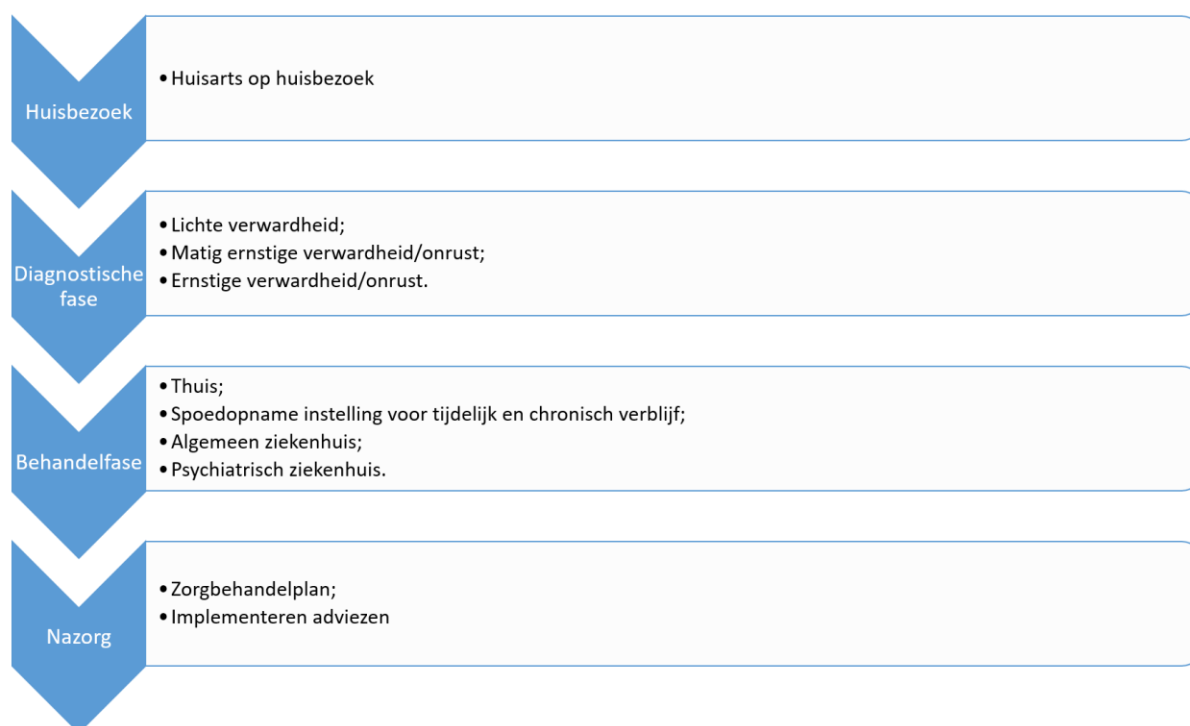 Huisbezoek
• Huisarts op huisbezoek
Diagnostische
fase
• Lichte verwardheid;
• Matig ernstige verwardheid/onrust;
• Ernstige verwardheid/onrust.
Behandelfase
• Thuis;
• Spoedopname instelling voor tijdelijk en chronisch verblijf;
• Algemeen ziekenhuis;
• Psychiatrisch ziekenhuis.
Nazorg
• Zorgbehandelplan;
• Implementeren adviezen